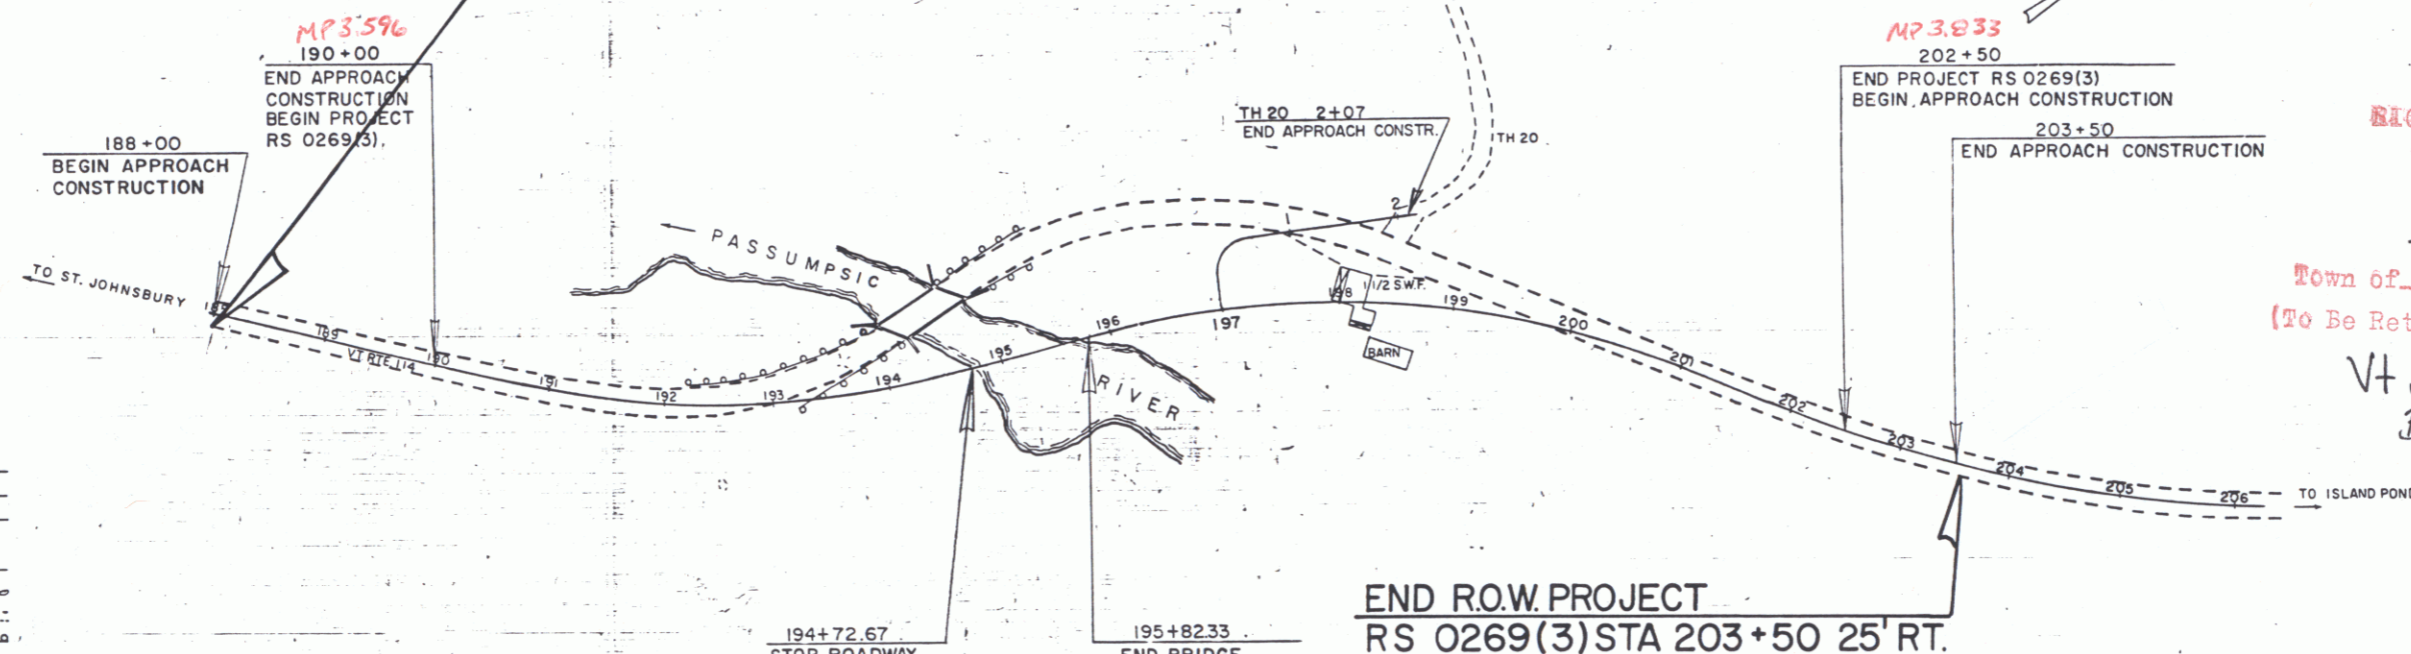 MP 3.596
190+00
END APPROACH
CONSTRUCTION
BEGIN PROJECT
RS 0269(3).
188+00
BEGIN APPROACH
CONSTRUCTION
TO ST. JOHNSBURY
VT RTE. 114
PASSUMPSIC
RIVER
TH 20 2+07
END APPROACH CONSTR.
TH 20
MP 3.833
202+50
END PROJECT RS 0269(3)
BEGIN APPROACH CONSTRUCTION
203+50
END APPROACH CONSTRUCTION
189
190
191
192
193
194
195
196
197
198
1 1/2 S.W.F.
199
200
201
202
203
204
205
206
2
BARN
TO ISLAND POND
Town of
(To Be Ret
Vt
194+72.67
STOP ROADWAY
195+82.33
END BRIDGE
END R.O.W. PROJECT
RS 0269(3) STA 203+50 25' RT.